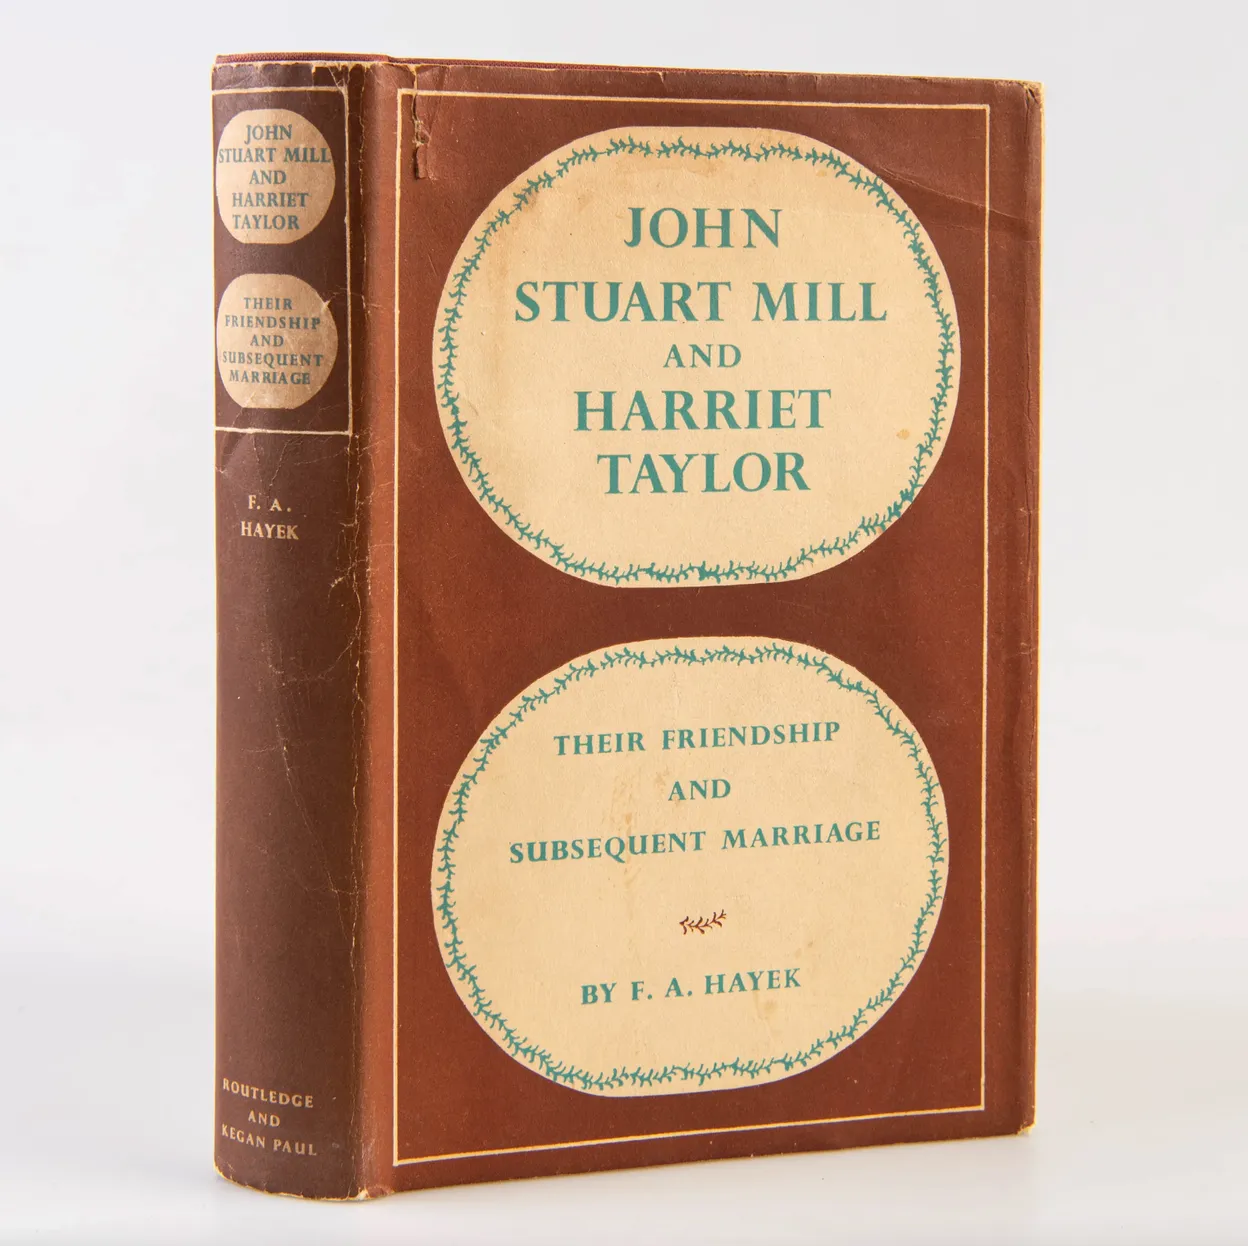 JOHN
STUART MILL
AND
HARRIET
TAYLOR
THEIR
FRIENDSHIP
AND
SUBSEQUENT
MARRIAGE
F. A.
HAYEK
ROUTLEDGE
AND
KEGAN PAUL
JOHN
STUART MILL
AND
HARRIET
TAYLOR
THEIR FRIENDSHIP
AND
SUBSEQUENT MARRIAGE
BY F. A. HAYEK